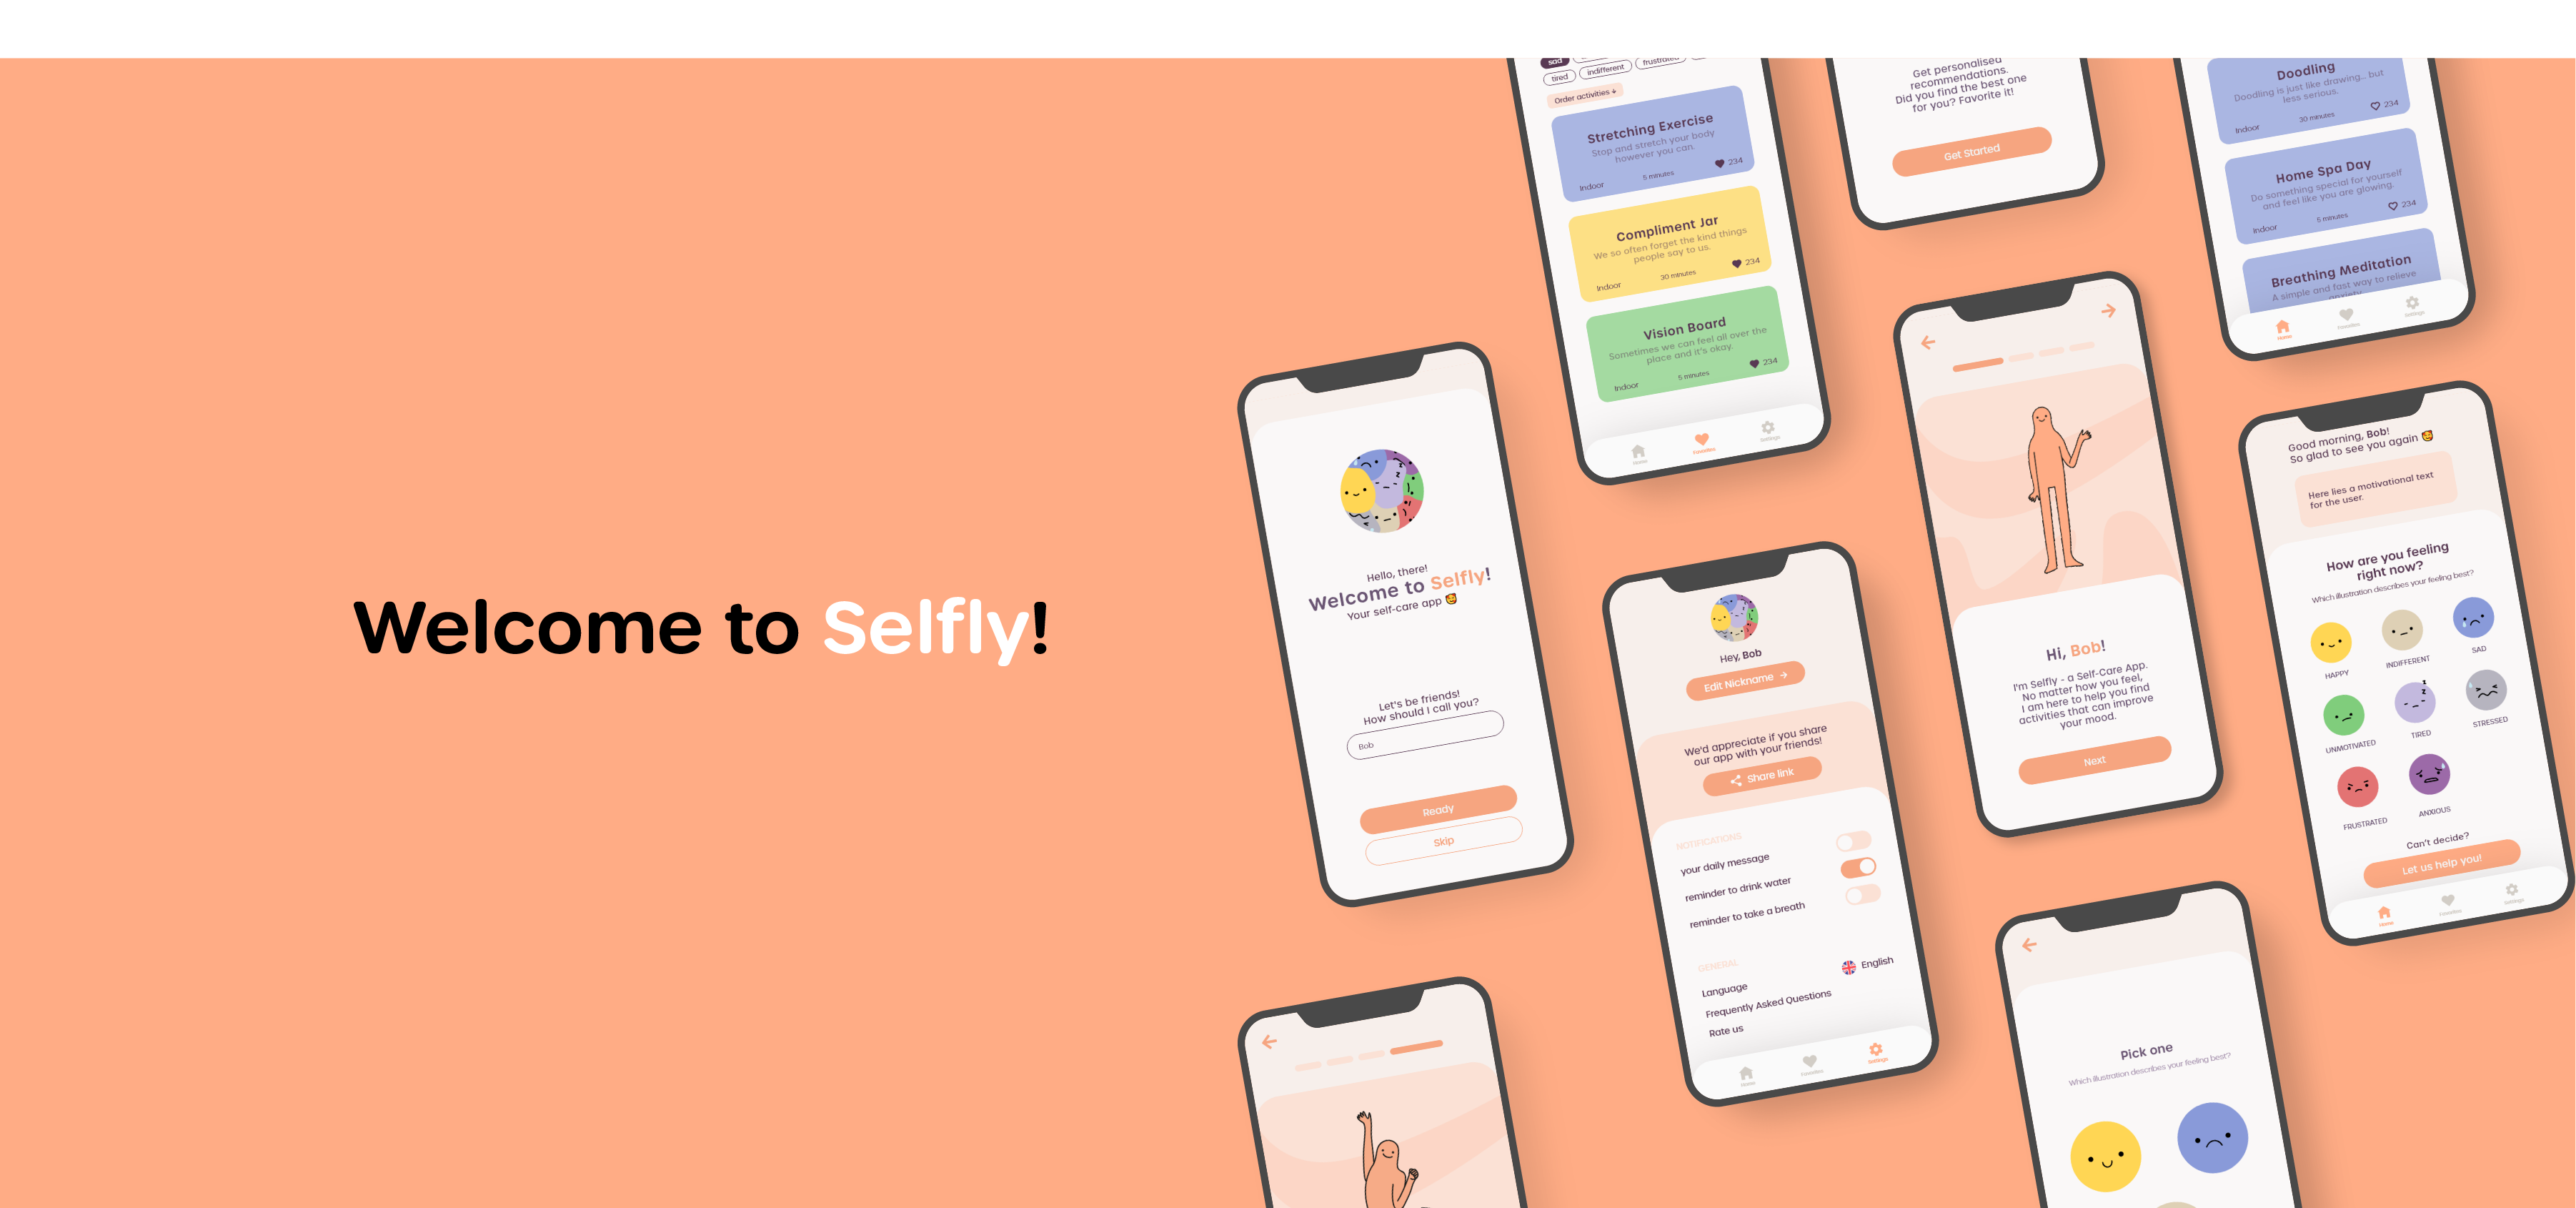 Welcome to Selfly!
Hello, there!
Welcome to Selfly!
Your self-care app 🥰
Let's be friends!
How should I call you?
Bob
Ready
Skip
sad
tired
indifferent
frustrated
Order activities ↓
Stretching Exercise
Stop and stretch your body
however you can.
Indoor
5 minutes
234
Compliment Jar
We so often forget the kind things
people say to us.
Indoor
30 minutes
234
Vision Board
Sometimes we can feel all over the
place and it's okay.
Indoor
5 minutes
234
Home
Favorites
Settings
Hey, Bob
Edit Nickname →
We'd appreciate if you share
our app with your friends!
Share link
NOTIFICATIONS
your daily message
reminder to drink water
reminder to take a breath
GENERAL
Language
English
Frequently Asked Questions
Rate us
Home
Favorites
Settings
Get personalised
recommendations.
Did you find the best one
for you? Favorite it!
Get Started
Hi, Bob!
I'm Selfly - a Self-Care App.
No matter how you feel,
I am here to help you find
activities that can improve
your mood.
Next
Pick one
Which illustration describes your feeling best?
Doodling
Doodling is just like drawing... but
less serious.
Indoor
30 minutes
234
Home Spa Day
Do something special for yourself
and feel like you are glowing.
Indoor
5 minutes
234
Breathing Meditation
A simple and fast way to relieve
Home
Favorites
Settings
Good morning, Bob!
So glad to see you again 🥰
Here lies a motivational text
for the user.
How are you feeling
right now?
Which illustration describes your feeling best?
HAPPY
INDIFFERENT
SAD
UNMOTIVATED
TIRED
STRESSED
FRUSTRATED
ANXIOUS
Can't decide?
Let us help you!
Home
Favorites
Settings